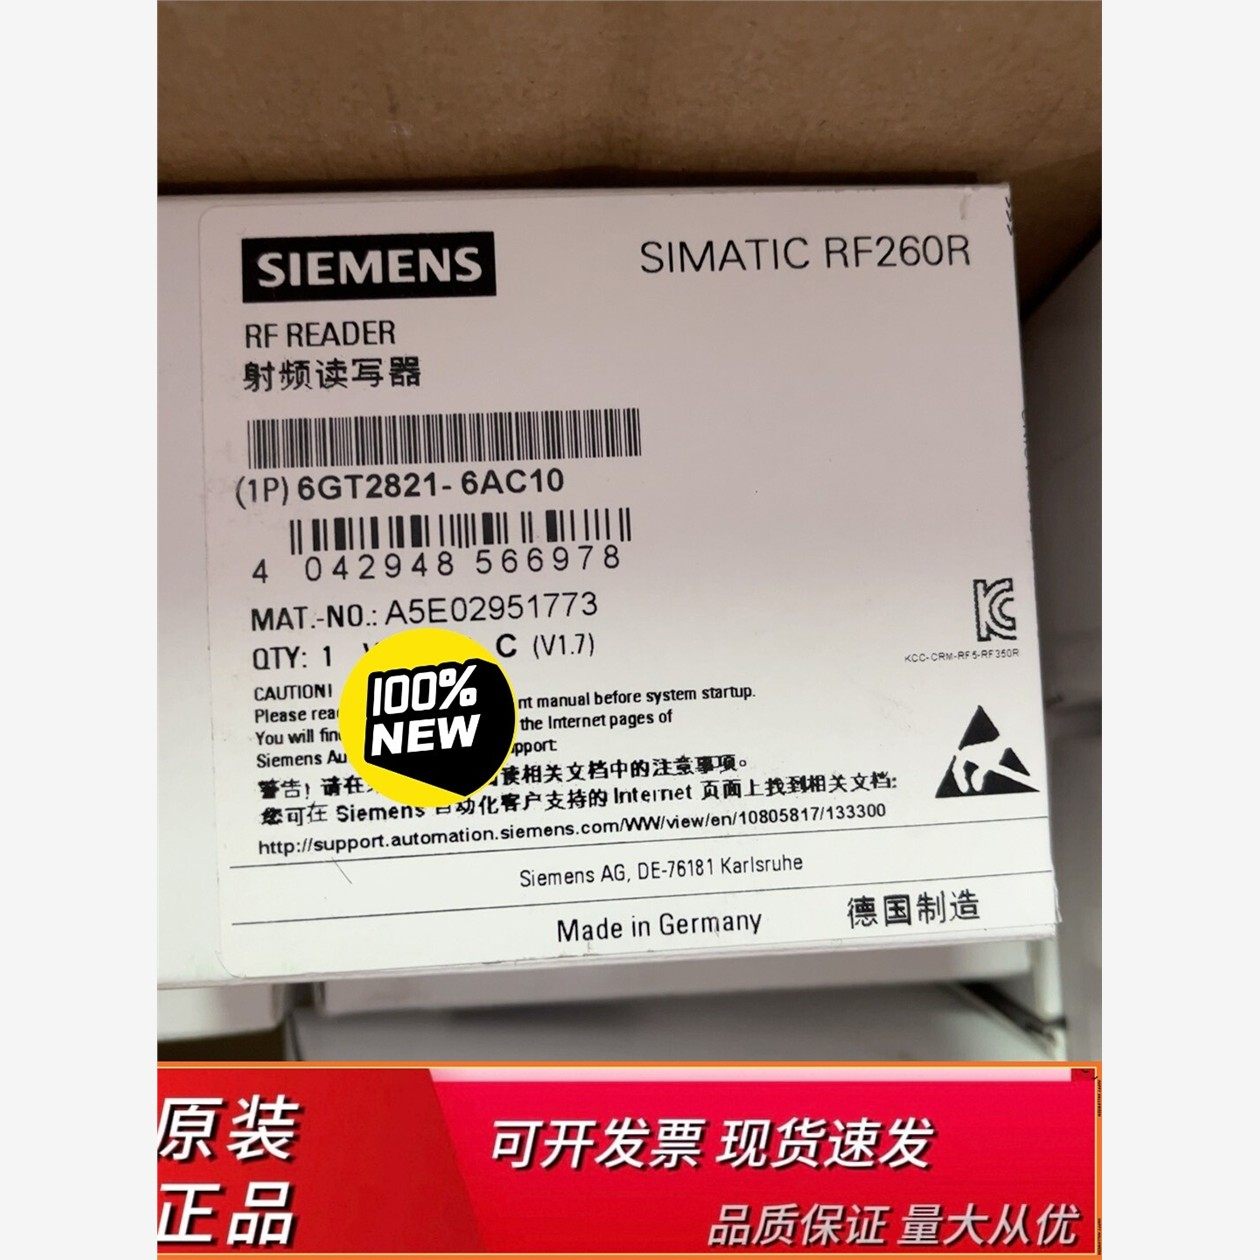 SIEMENS
SIMATIC RF260R
RF READER
射频读写器
(1P) 6GT2821-6AC10
4 042948 566978
MAT.-NO.: A5E02951773
QTY: 1 C (V1.7)
KCC-CRM-RF5-RF350R
100%
NEW
CAUTION!
Please nt manual before system startup.
You will the Internet pages of
Siemens
警告! 请在 读相关文档中的注意事项。
您可在 Siemens 自动化客户支持的 Internet 页面上找到相关文档:
http://support.automation.siemens.com/WW/view/en/10805817/133300
Siemens AG, DE-76181 Karlsruhe
Made in Germany 德国制造
原装
正品
可开发票 现货速发
品质保证 量大从优